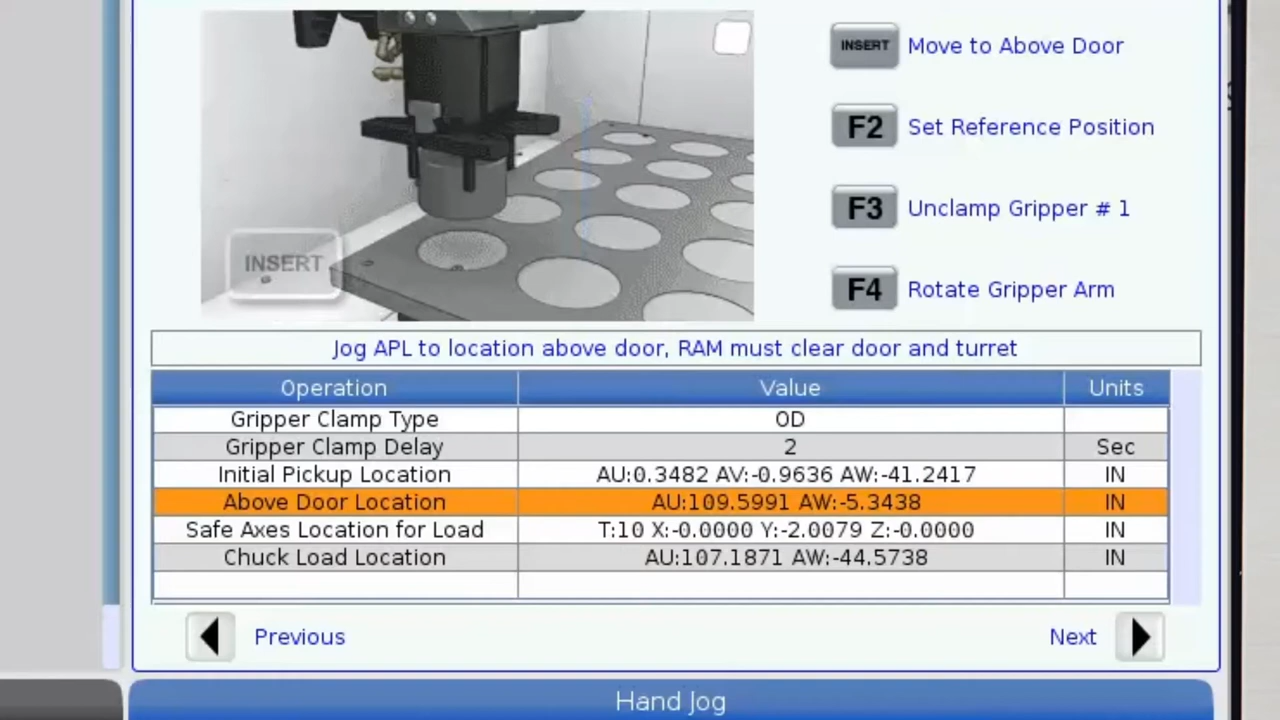 INSERT Move to Above Door
F2 Set Reference Position
F3 Unclamp Gripper # 1
INSERT
F4 Rotate Gripper Arm
Jog APL to location above door, RAM must clear door and turret
Operation Value Units
Gripper Clamp Type OD
Gripper Clamp Delay 2 Sec
Initial Pickup Location AU:0.3482 AV:-0.9636 AW:-41.2417 IN
Above Door Location AU:109.5991 AW:-5.3438 IN
Safe Axes Location for Load T:10 X:-0.0000 Y:-2.0079 Z:-0.0000 IN
Chuck Load Location AU:107.1871 AW:-44.5738 IN
Previous Next
Hand Jog